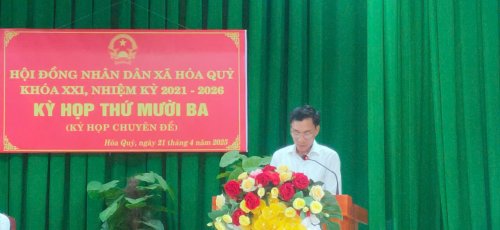 HỘI ĐỒNG NHÂN DÂN XÃ HÒA QUÝ
KHÓA XXI, NHIỆM KỲ 2021 - 2026
KỲ HỌP THỨ MƯỜI BA
(KỲ HỌP CHUYÊN ĐỀ)
Hòa Quý, ngày 21 tháng 4 năm 2025